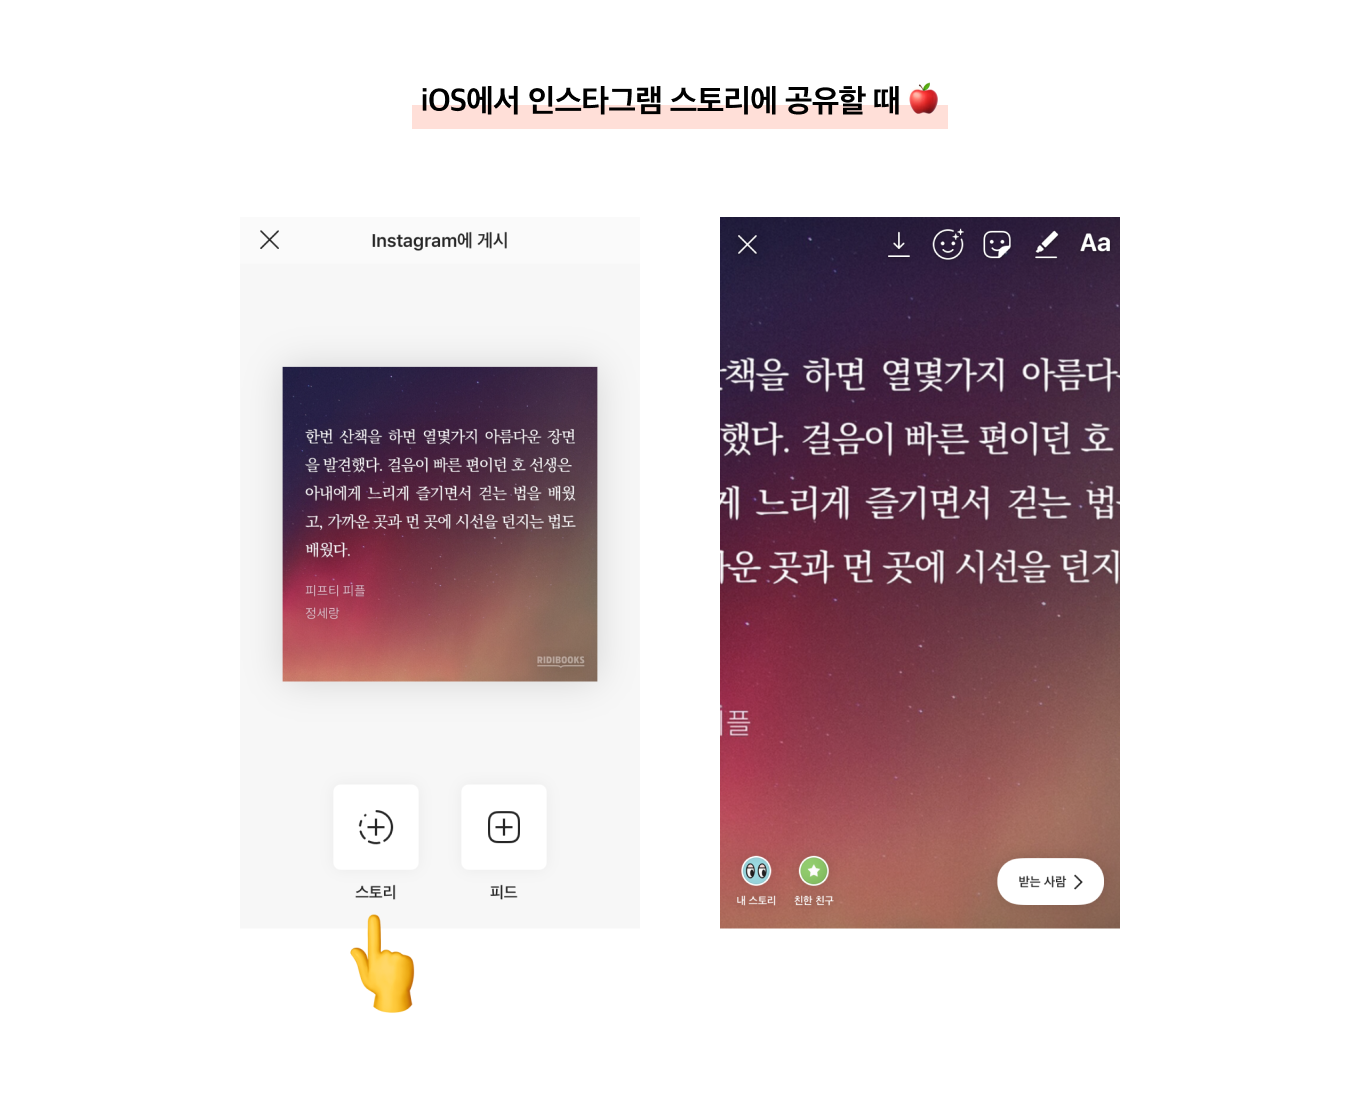 iOS에서 인스타그램 스토리에 공유할 때
Instagram에 게시
한번 산책을 하면 열몇가지 아름다운 장면
을 발견했다. 걸음이 빠른 편이던 호 선생은
아내에게 느리게 즐기면서 걷는 법을 배웠
고, 가까운 곳과 먼 곳에 시선을 던지는 법도
배웠다.
피프티 피플
정세랑
RIDIBOOKS
스토리
피드
Aa
책을 하면 열몇가지 아름다
했다. 걸음이 빠른 편이던 호
게 느리게 즐기면서 걷는 법
운 곳과 먼 곳에 시선을 던지
플
내 스토리
친한 친구
받는 사람